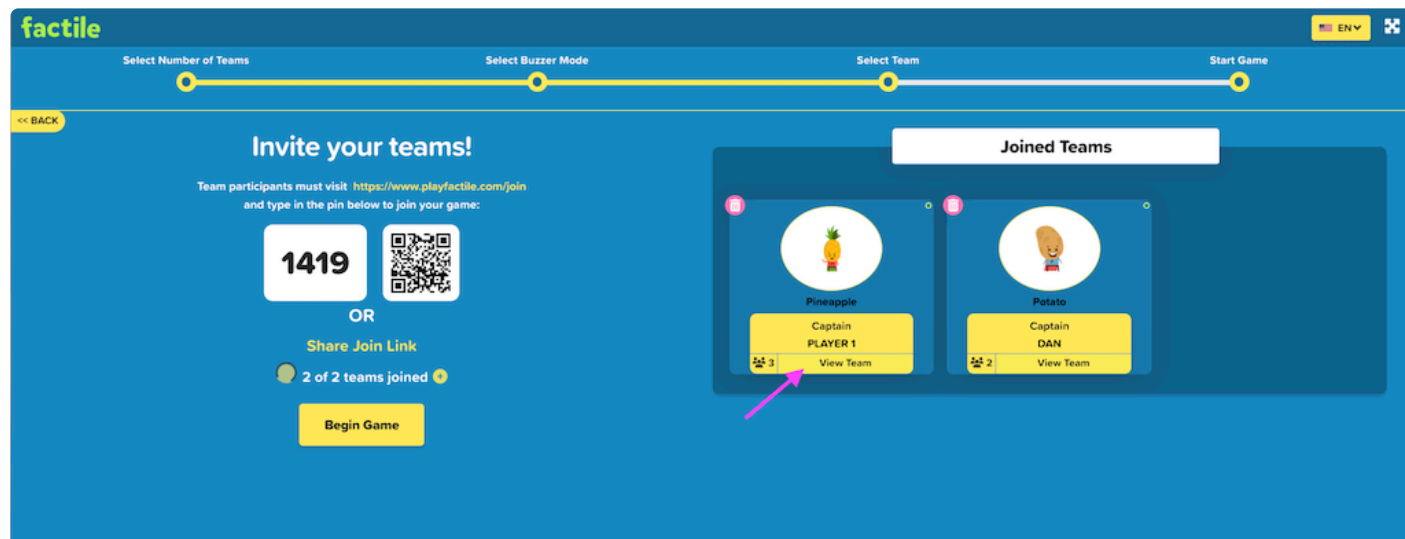 factile
EN
Select Number of Teams
Select Buzzer Mode
Select Team
Start Game
<< BACK
Invite your teams!
Team participants must visit https://www.playfactile.com/join
and type in the pin below to join your game:
1419
OR
Share Join Link
2 of 2 teams joined +
Begin Game
Joined Teams
Pineapple
Captain
PLAYER 1
3 View Team
Potato
Captain
DAN
2 View Team